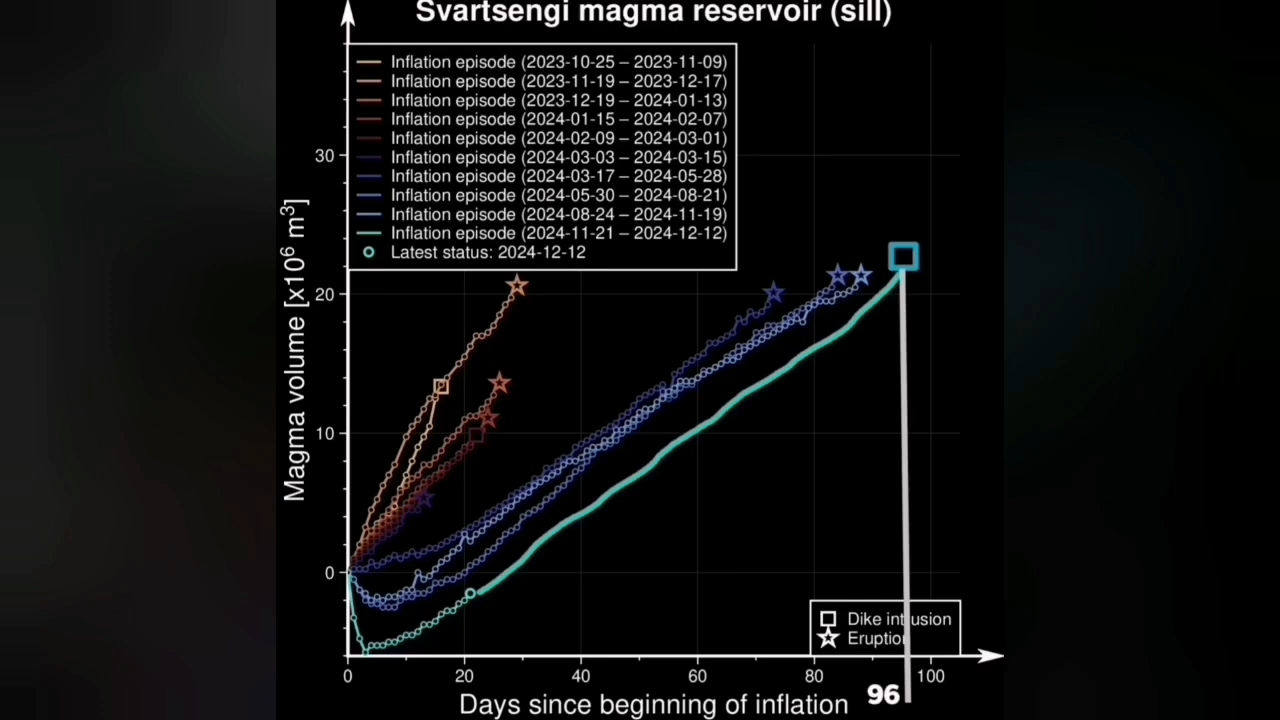 Svartsengi magma reservoir (sill)
Inflation episode (2023-10-25 – 2023-11-09)
Inflation episode (2023-11-19 – 2023-12-17)
Inflation episode (2023-12-19 – 2024-01-13)
Inflation episode (2024-01-15 – 2024-02-07)
Inflation episode (2024-02-09 – 2024-03-01)
Inflation episode (2024-03-03 – 2024-03-15)
Inflation episode (2024-03-17 – 2024-05-28)
Inflation episode (2024-05-30 – 2024-08-21)
Inflation episode (2024-08-24 – 2024-11-19)
Inflation episode (2024-11-21 – 2024-12-12)
Latest status: 2024-12-12
30
20
10
0
Magma volume [x10⁶ m³]
Dike intrusion
Eruption
0 20 40 60 80 100
Days since beginning of inflation
96